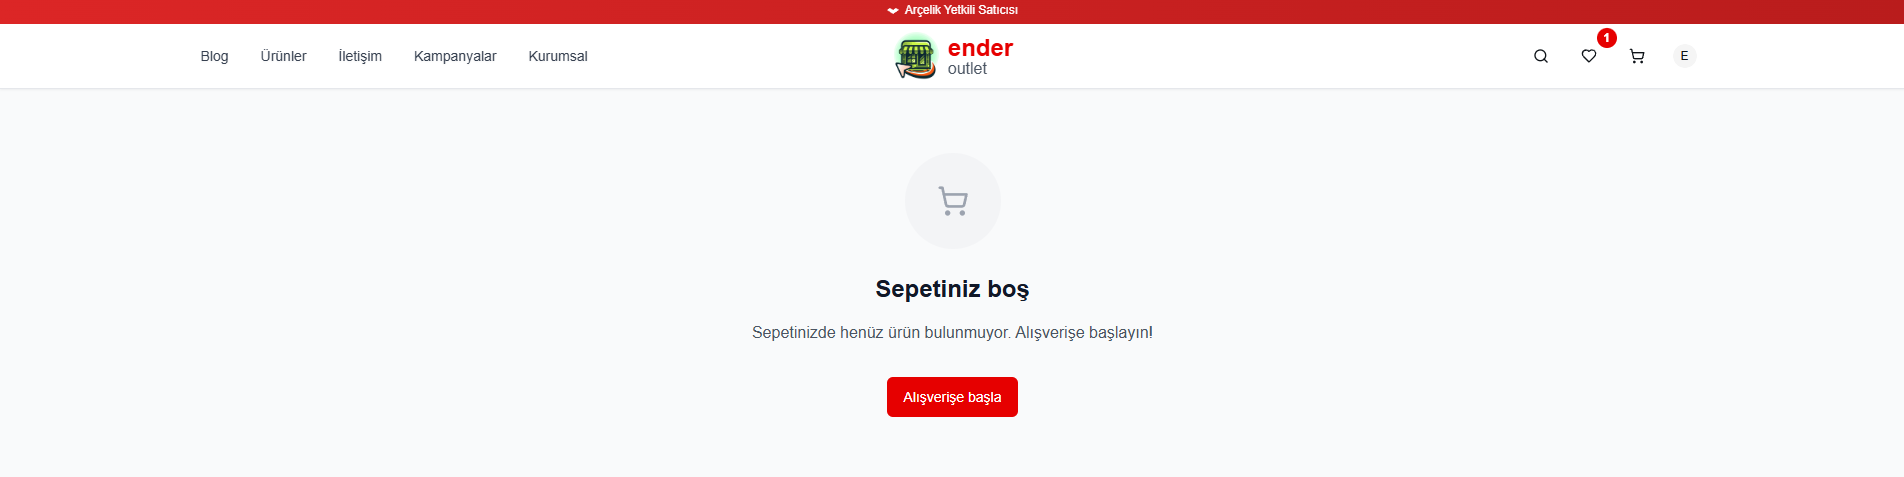 Arçelik Yetkili Satıcısı
Blog Ürünler İletişim Kampanyalar Kurumsal
ender
outlet
1
E
Sepetiniz boş
Sepetinizde henüz ürün bulunmuyor. Alışverişe başlayın!
Alışverişe başla